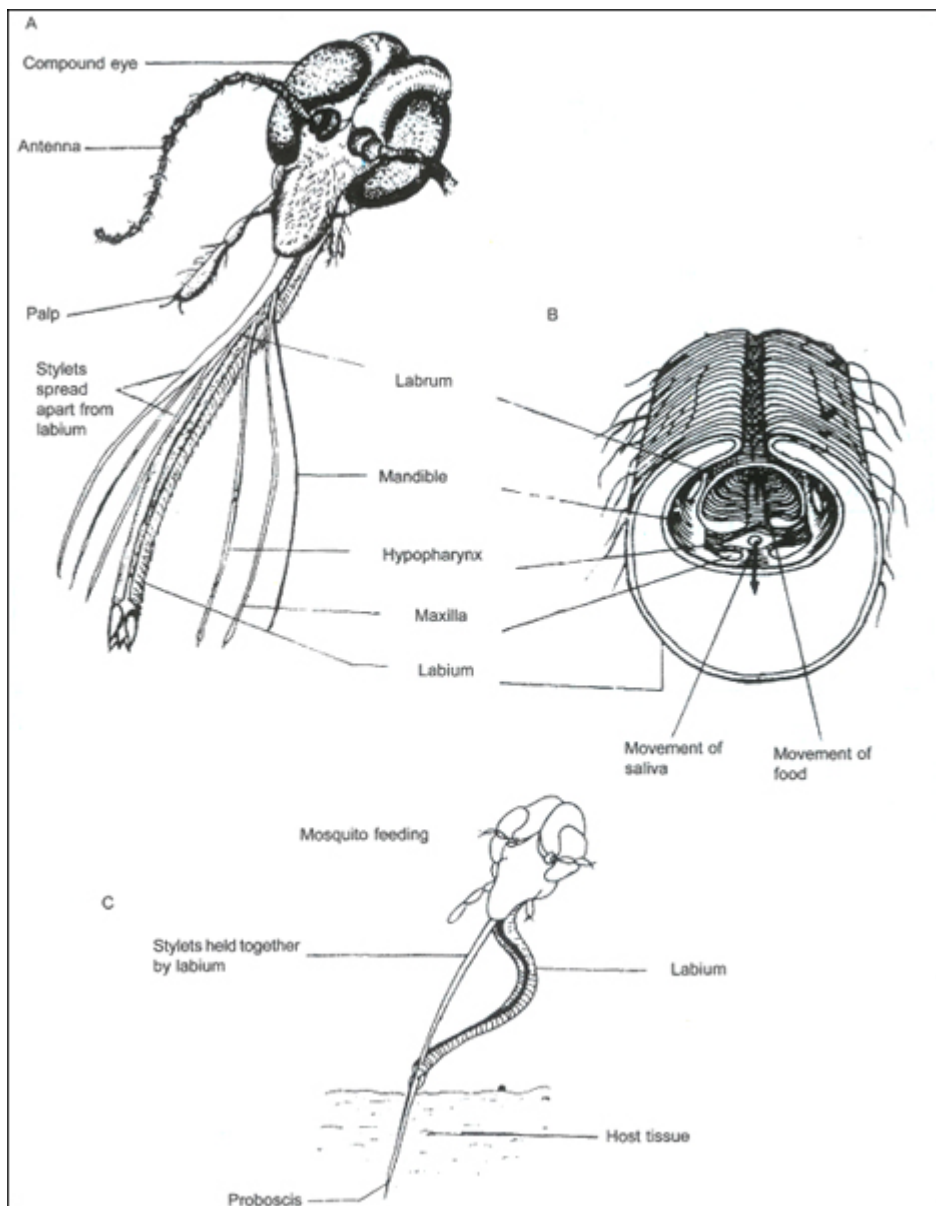 A
Compound eye
Antenna
Palp
Stylets
spread
apart from
labium
B
Labrum
Mandible
Hypopharynx
Maxilla
Labium
Movement of
saliva
Movement of
food
Mosquito feeding
C
Stylets held together
by labium
Labium
Host tissue
Proboscis